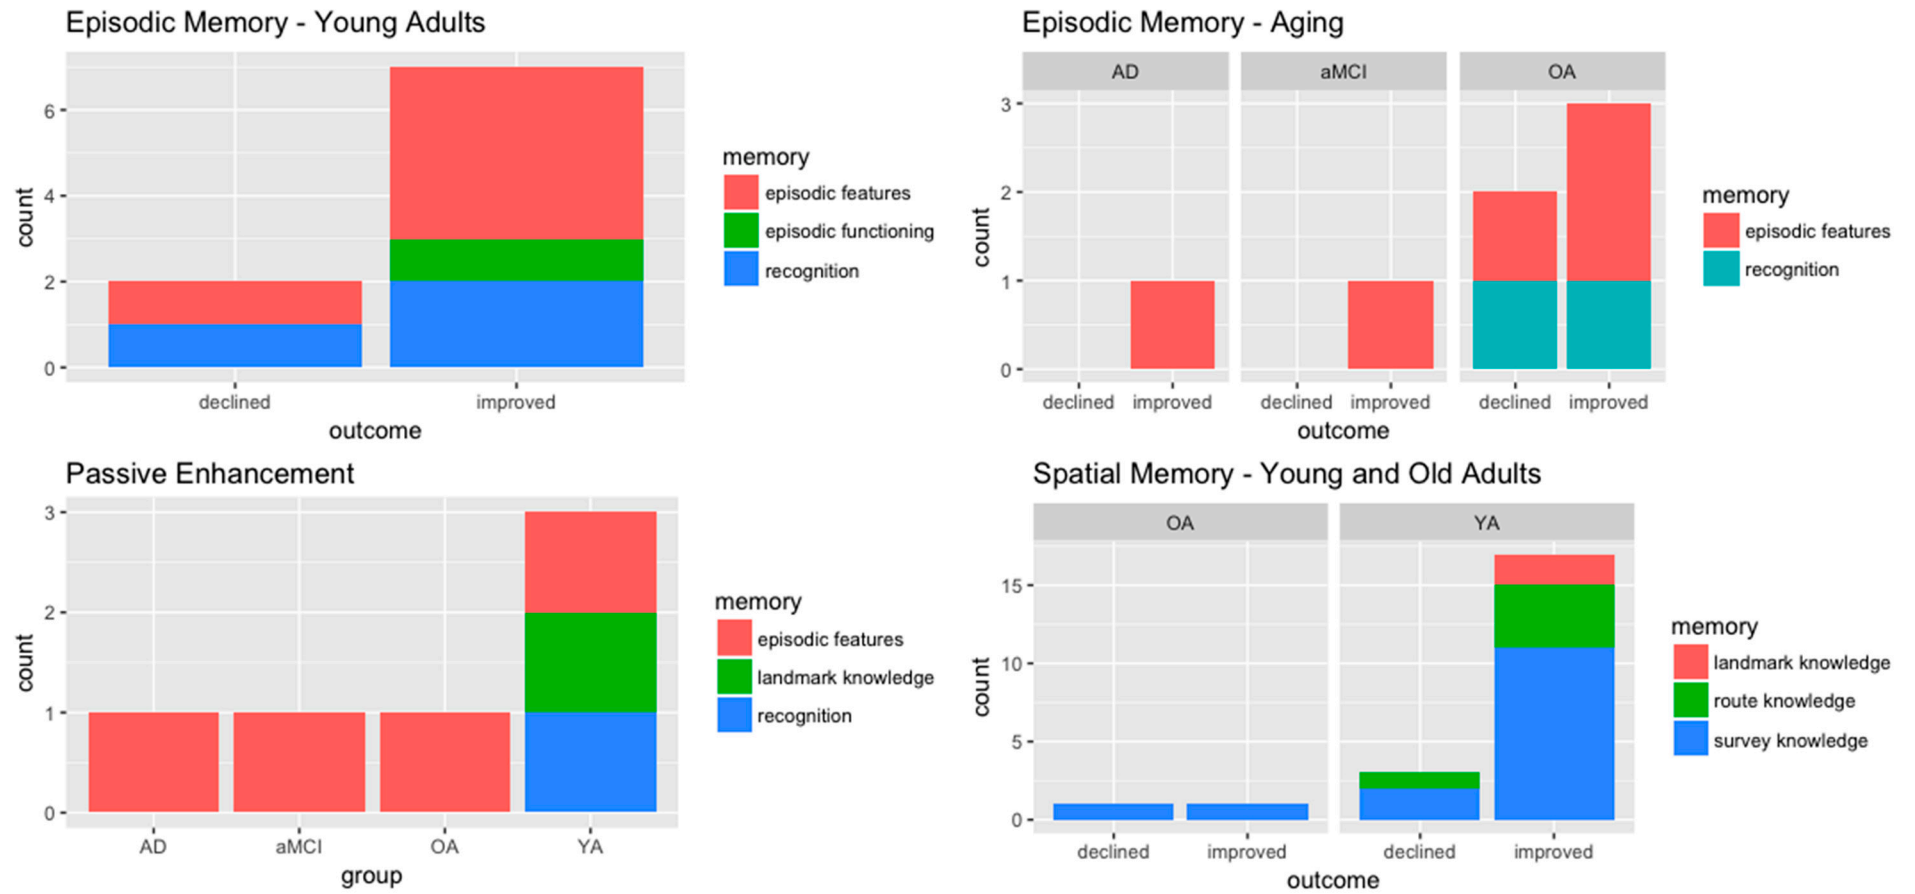 Episodic Memory - Young Adults
6
4
2
0
count
declined improved
outcome
memory
episodic features
episodic functioning
recognition
Episodic Memory - Aging
AD aMCI OA
3
2
1
0
count
declined improved declined improved declined improved
outcome
memory
episodic features
recognition
Passive Enhancement
3
2
1
0
count
AD aMCI OA YA
group
memory
episodic features
landmark knowledge
recognition
Spatial Memory - Young and Old Adults
OA YA
15
10
5
0
count
declined improved declined improved
outcome
memory
landmark knowledge
route knowledge
survey knowledge